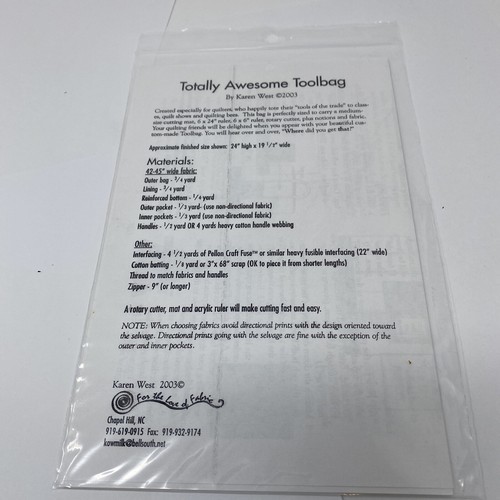 Totally Awesome Toolbag
By Karen West ©2003
Created especially for quilters, who happily tote their "tools of the trade" to clas-
es, quilt shows and quilting bees. This bag is perfectly sized to carry a medium-
size cutting mat, 6 x 24" ruler, 6 x 6" ruler, rotary cutter, plus notions and fabric.
Your quilting friends will be delighted when you appear with your beautiful cus-
tom-made Toolbag. You will hear over and over, "Where did you get that!"
Approximate finished size shown: 24" high x 19 1/2" wide
Materials:
42-45" wide fabric:
Outer bag - 3/4 yard
Lining - 3/4 yard
Reinforced bottom - 1/4 yard
Outer pocket - 1/3 yard- (use non-directional fabric)
Inner pockets - 1/3 yard- (use non-directional fabric)
Handles - 1/2 yard OR 4 yards heavy cotton handle webbing
Other:
Interfacing - 4 1/2 yards of Pellon Craft Fuse™ or similar heavy fusible interfacing (22" wide)
Cotton batting - 1/8 yard or 3"x 68" scrap (OK to piece it from shorter lengths)
Thread to match fabrics and handles
Zipper - 9" (or longer)
A rotary cutter, mat and acrylic ruler will make cutting fast and easy.
NOTE: When choosing fabrics avoid directional prints with the design oriented toward
the selvage. Directional prints going with the selvage are fine with the exception of the
outer and inner pockets.
Karen West 2003©
For the Love of Fabric
Chapel Hill, NC
919-619-0915 Fax: 919-932-9174
kawmilk@bellsouth.net